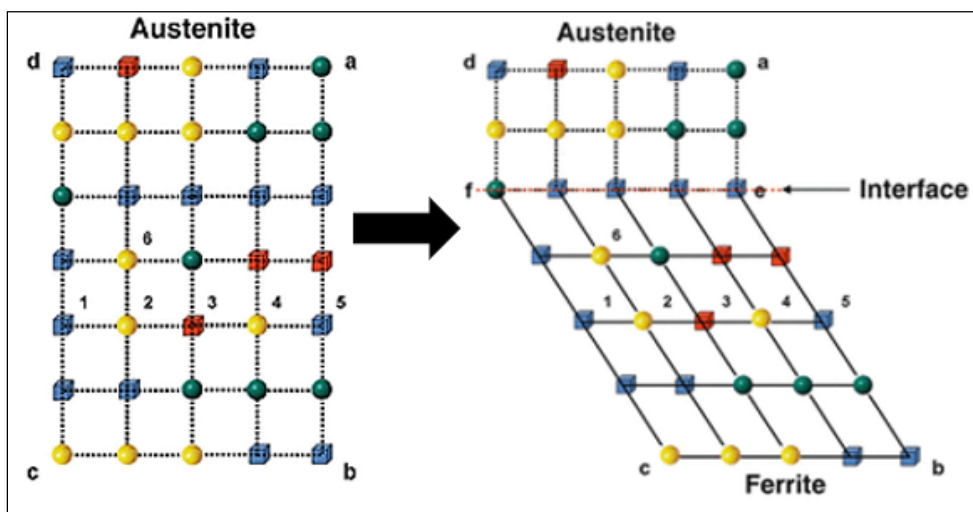 Austenite
d a
6
1 2 3 4 5
c b
Austenite
d a
f e Interface
6
1 2 3 4 5
c b
Ferrite